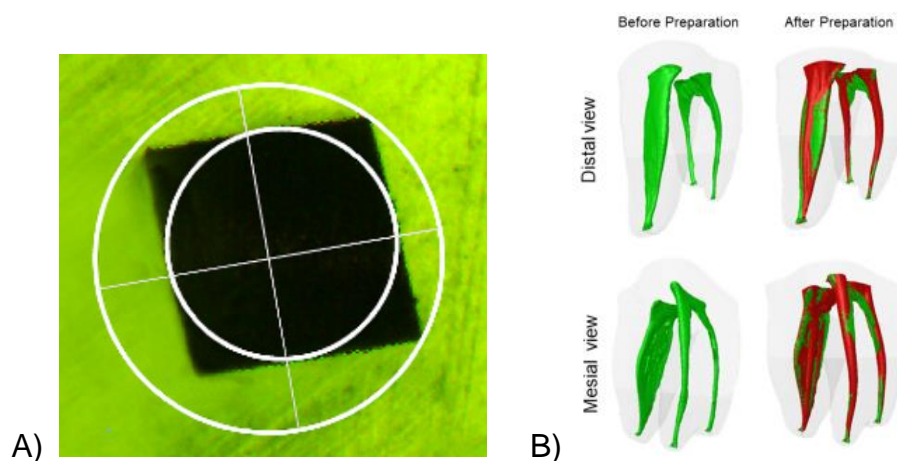 Before Preparation
After Preparation
Distal view
Mesial view
A)
B)